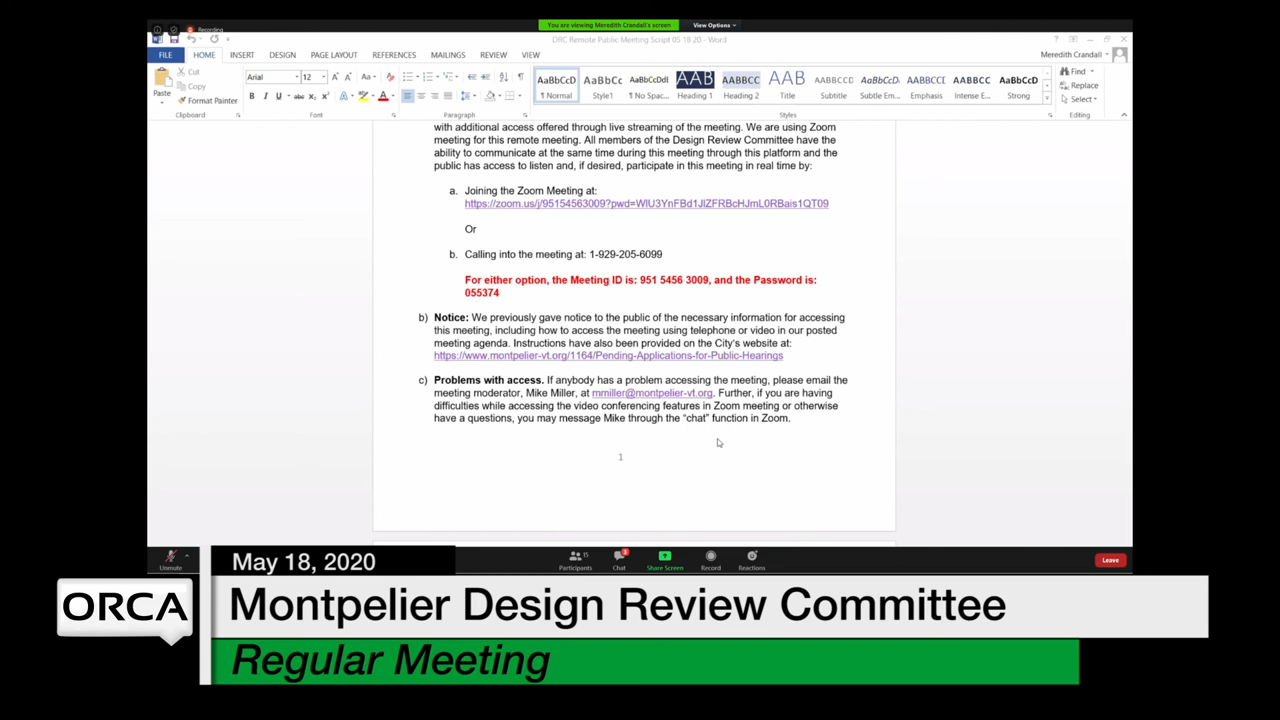 Recording
You are viewing Meredith Crandall's screen
View Options
DRC Remote Public Meeting Script 05 18 20 - Word
FILE HOME INSERT DESIGN PAGE LAYOUT REFERENCES MAILINGS REVIEW VIEW
Meredith Crandall
Paste
Cut
Copy
Format Painter
Clipboard
Arial 12
Font
Paragraph
AaBbCcD AaBbCc AaBbCcDdI AABI AABBCC AAB AABBCCD AaBbCcD AABBCCI AABBCC AaBbCcD
¶ Normal Style1 ¶ No Spac... Heading 1 Heading 2 Title Subtitle Subtle Em... Emphasis Intense E... Strong
Styles
Find
Replace
Select
Editing
with additional access offered through live streaming of the meeting. We are using Zoom
meeting for this remote meeting. All members of the Design Review Committee have the
ability to communicate at the same time during this meeting through this platform and the
public has access to listen and, if desired, participate in this meeting in real time by:
a. Joining the Zoom Meeting at:
https://zoom.us/j/95154563009?pwd=WlU3YnFBd1JlZFRBcHJmL0RBais1QT09
Or
b. Calling into the meeting at: 1-929-205-6099
For either option, the Meeting ID is: 951 5456 3009, and the Password is:
055374
b) Notice: We previously gave notice to the public of the necessary information for accessing
this meeting, including how to access the meeting using telephone or video in our posted
meeting agenda. Instructions have also been provided on the City's website at:
https://www.montpelier-vt.org/1164/Pending-Applications-for-Public-Hearings
c) Problems with access. If anybody has a problem accessing the meeting, please email the
meeting moderator, Mike Miller, at mmiller@montpelier-vt.org. Further, if you are having
difficulties while accessing the video conferencing features in Zoom meeting or otherwise
have a questions, you may message Mike through the "chat" function in Zoom.
1
Unmute
Participants 15
Chat
Share Screen
Record
Reactions
Leave
May 18, 2020
ORCA
Montpelier Design Review Committee
Regular Meeting